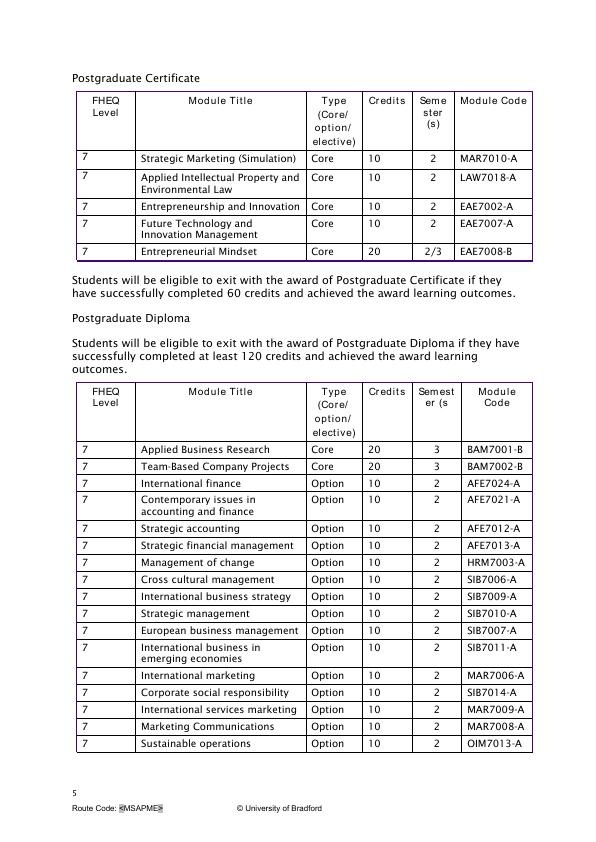 Postgraduate Certificate
FHEQ Level | Module Title | Type (Core/ option/ elective) | Credits | Seme ster (s) | Module Code
7 | Strategic Marketing (Simulation) | Core | 10 | 2 | MAR7010-A
7 | Applied Intellectual Property and Environmental Law | Core | 10 | 2 | LAW7018-A
7 | Entrepreneurship and Innovation | Core | 10 | 2 | EAE7002-A
7 | Future Technology and Innovation Management | Core | 10 | 2 | EAE7007-A
7 | Entrepreneurial Mindset | Core | 20 | 2/3 | EAE7008-B
Students will be eligible to exit with the award of Postgraduate Certificate if they
have successfully completed 60 credits and achieved the award learning outcomes.
Postgraduate Diploma
Students will be eligible to exit with the award of Postgraduate Diploma if they have
successfully completed at least 120 credits and achieved the award learning
outcomes.
FHEQ Level | Module Title | Type (Core/ option/ elective) | Credits | Semest er (s | Module Code
7 | Applied Business Research | Core | 20 | 3 | BAM7001-B
7 | Team-Based Company Projects | Core | 20 | 3 | BAM7002-B
7 | International finance | Option | 10 | 2 | AFE7024-A
7 | Contemporary issues in accounting and finance | Option | 10 | 2 | AFE7021-A
7 | Strategic accounting | Option | 10 | 2 | AFE7012-A
7 | Strategic financial management | Option | 10 | 2 | AFE7013-A
7 | Management of change | Option | 10 | 2 | HRM7003-A
7 | Cross cultural management | Option | 10 | 2 | SIB7006-A
7 | International business strategy | Option | 10 | 2 | SIB7009-A
7 | Strategic management | Option | 10 | 2 | SIB7010-A
7 | European business management | Option | 10 | 2 | SIB7007-A
7 | International business in emerging economies | Option | 10 | 2 | SIB7011-A
7 | International marketing | Option | 10 | 2 | MAR7006-A
7 | Corporate social responsibility | Option | 10 | 2 | SIB7014-A
7 | International services marketing | Option | 10 | 2 | MAR7009-A
7 | Marketing Communications | Option | 10 | 2 | MAR7008-A
7 | Sustainable operations | Option | 10 | 2 | OIM7013-A
5
Route Code: <MSAPME> © University of Bradford